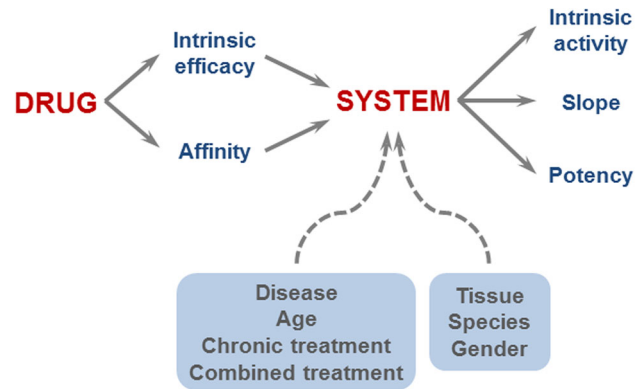 Intrinsic
efficacy
DRUG
Affinity
SYSTEM
Intrinsic
activity
Slope
Potency
Disease
Age
Chronic treatment
Combined treatment
Tissue
Species
Gender